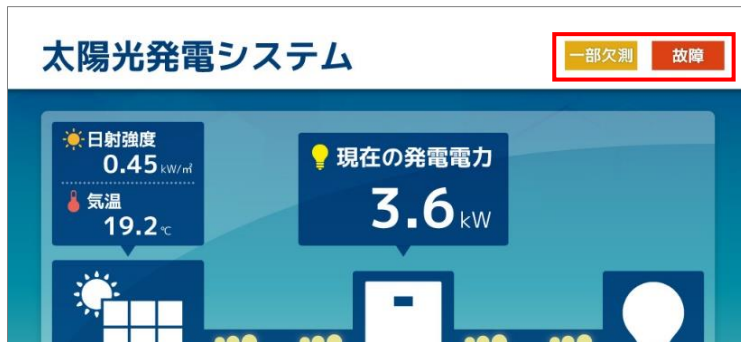 太陽光発電システム
一部欠測 故障
日射強度
0.45 kW/㎡
気温
19.2 ℃
現在の発電電力
3.6 kW